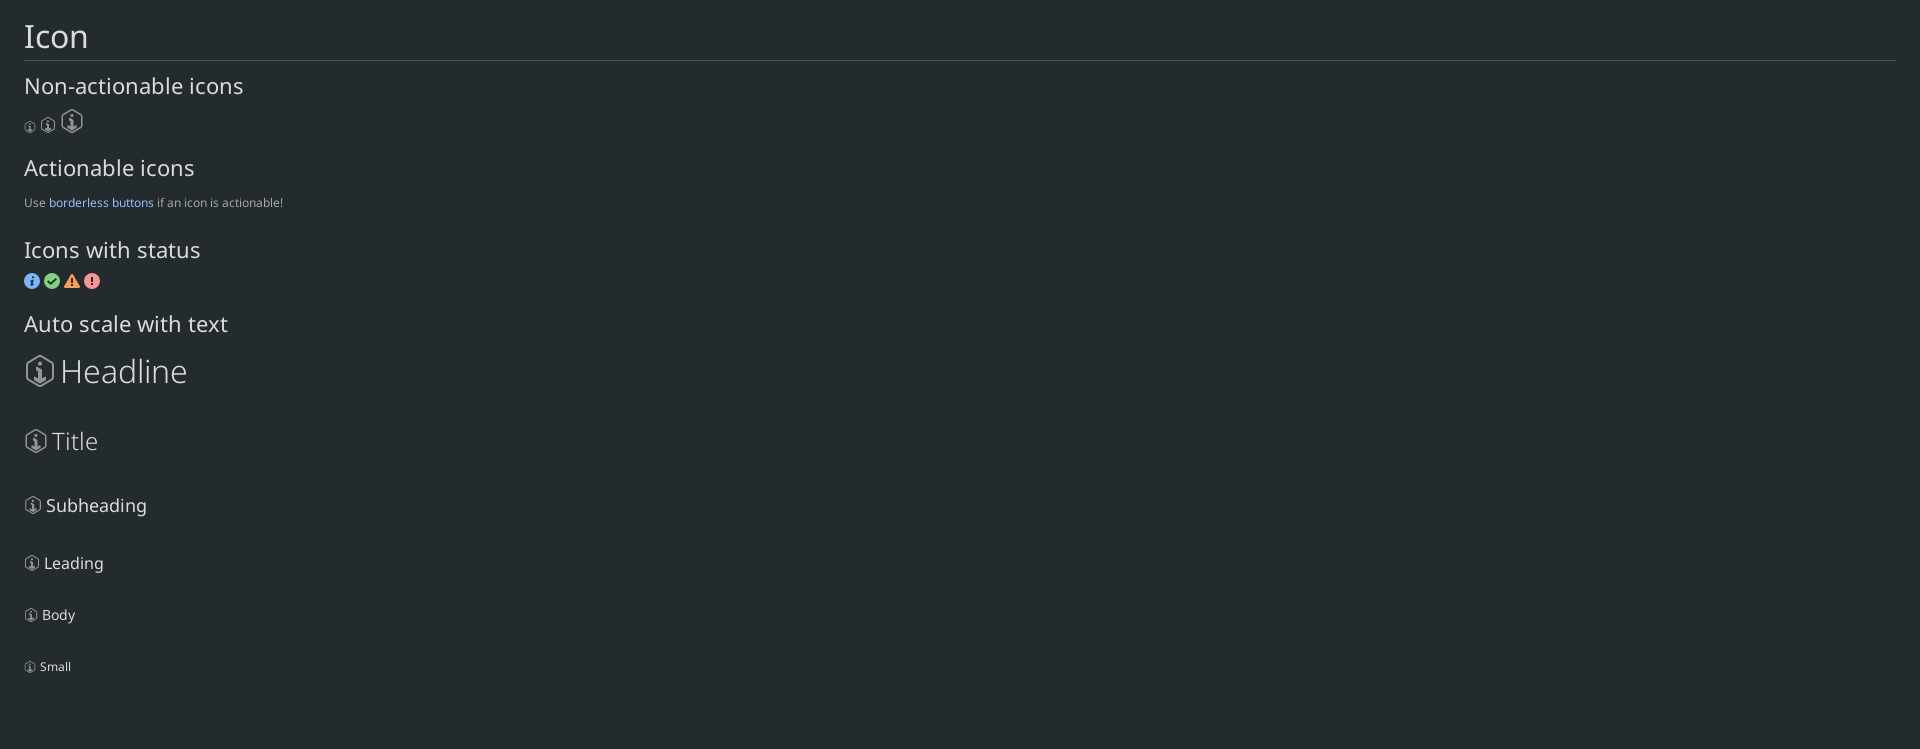 Icon
Non-actionable icons
Actionable icons
Use borderless buttons if an icon is actionable!
Icons with status
Auto scale with text
Headline
Title
Subheading
Leading
Body
Small